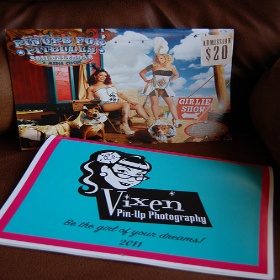 PINUPS FOR
PITBULLS
2011 CALENDAR
ADMISSION
$20
GIRLIE
SHOW
Vixen
Pin-Up Photography
Be the girl of your dreams!
2011